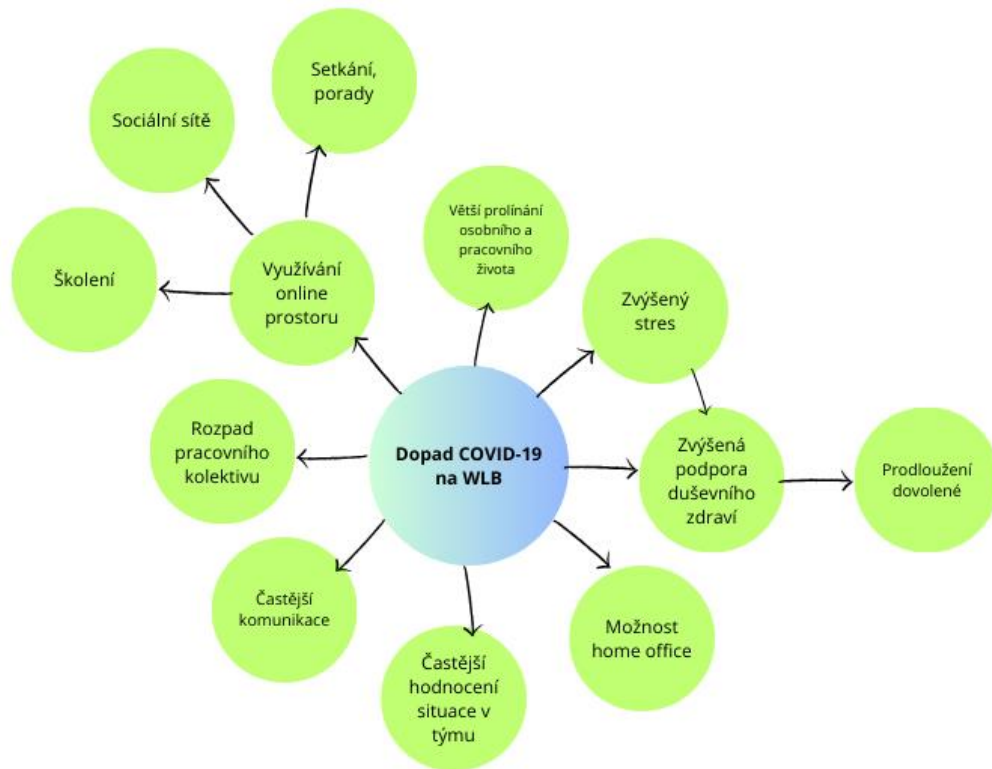 Setkání,
porady
Sociální sítě
Školení
Využívání
online
prostoru
Větší prolínání
osobního a
pracovního
života
Zvýšený
stres
Rozpad
pracovního
kolektivu
Dopad COVID-19
na WLB
Zvýšená
podpora
duševního
zdraví
Prodloužení
dovolené
Častější
komunikace
Častější
hodnocení
situace v
týmu
Možnost
home office